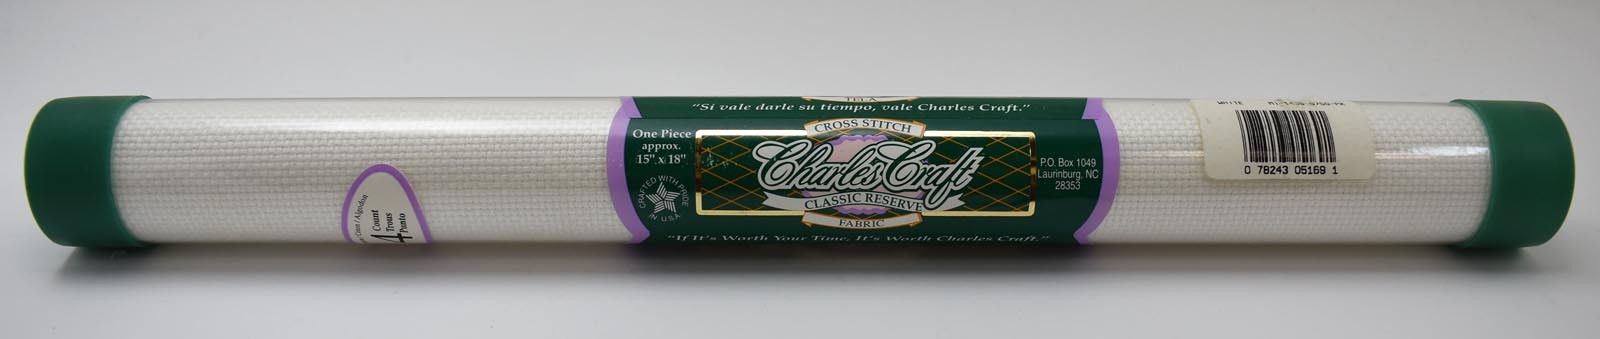 "Si vale darle su tiempo, vale Charles Craft."
CROSS STITCH
One Piece
approx.
15" x 18"
Charles Craft
CLASSIC RESERVE
FABRIC
CRAFTED WITH PRIDE
IN U.S.A.
P.O. Box 1049
Laurinburg, NC
28353
"If It's Worth Your Time, It's Worth Charles Craft."
Count
Trous
Punto
WHITE
0 78243 05169 1